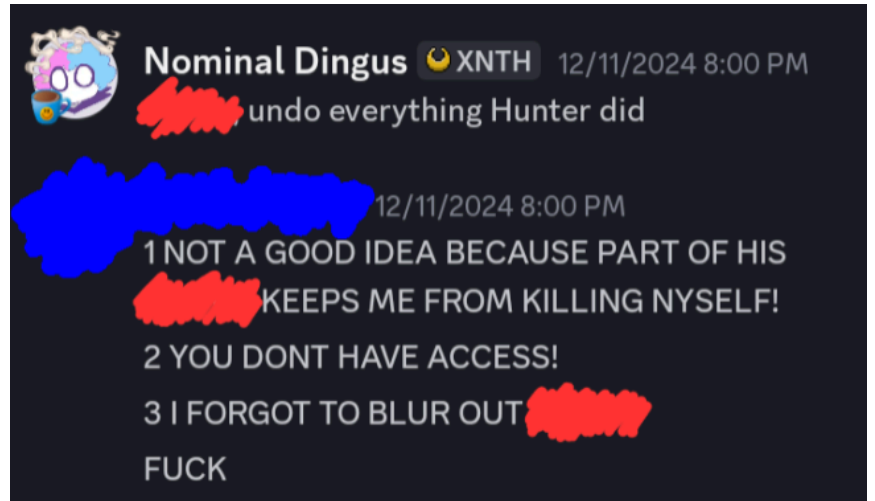 Nominal Dingus XNTH 12/11/2024 8:00 PM
undo everything Hunter did
12/11/2024 8:00 PM
1 NOT A GOOD IDEA BECAUSE PART OF HIS
KEEPS ME FROM KILLING NYSELF!
2 YOU DONT HAVE ACCESS!
3 I FORGOT TO BLUR OUT
FUCK